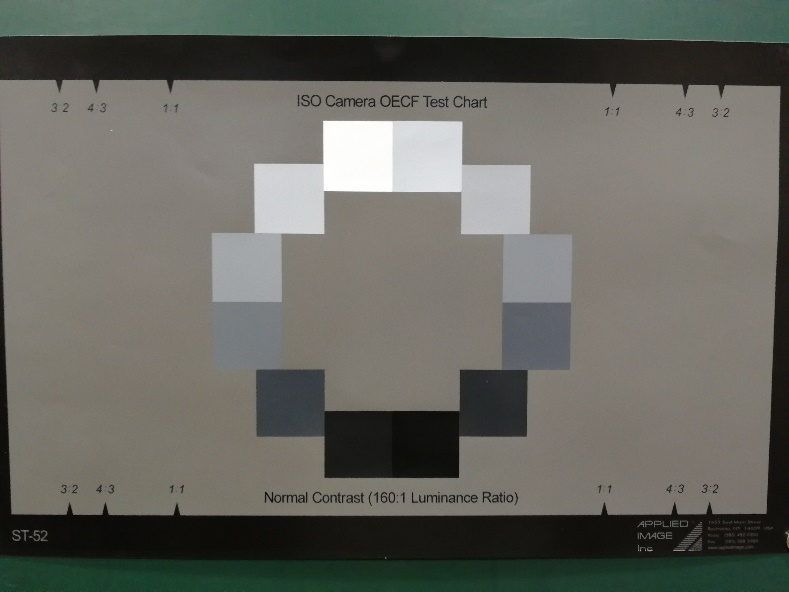 3:2 4:3 1:1 1:1 4:3 3:2
ISO Camera OECF Test Chart
3:2 4:3 1:1 1:1 4:3 3:2
Normal Contrast (160:1 Luminance Ratio)
ST-52
APPLIED
IMAGE
Inc